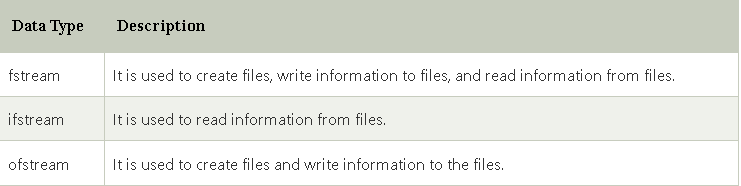 Data Type Description
fstream It is used to create files, write information to files, and read information from files.
ifstream It is used to read information from files.
ofstream It is used to create files and write information to the files.